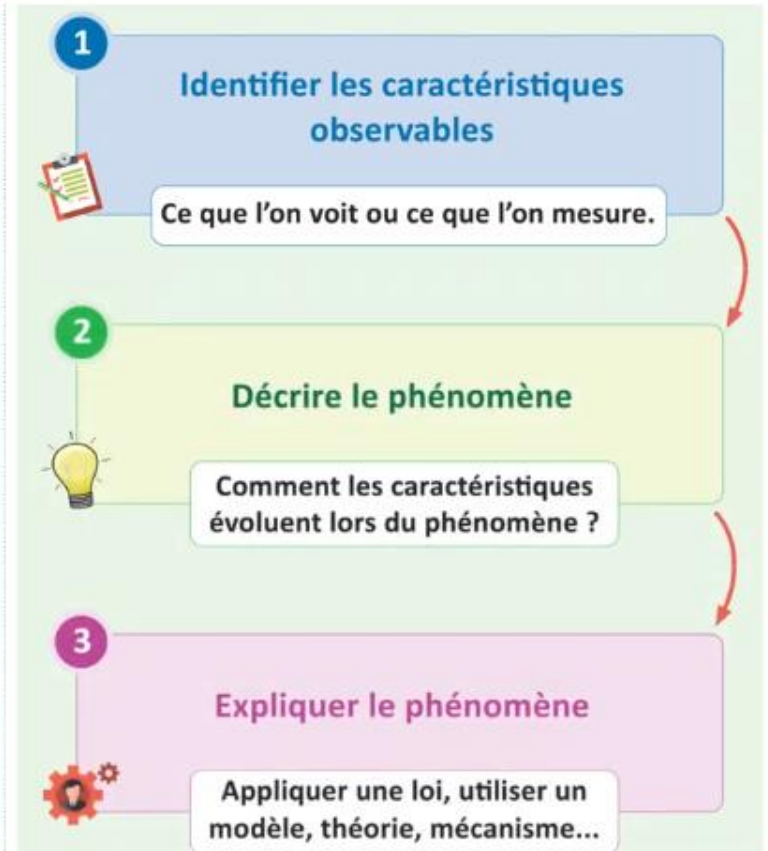 1
Identifier les caractéristiques
observables
Ce que l'on voit ou ce que l'on mesure.
2
Décrire le phénomène
Comment les caractéristiques
évoluent lors du phénomène ?
3
Expliquer le phénomène
Appliquer une loi, utiliser un
modèle, théorie, mécanisme...